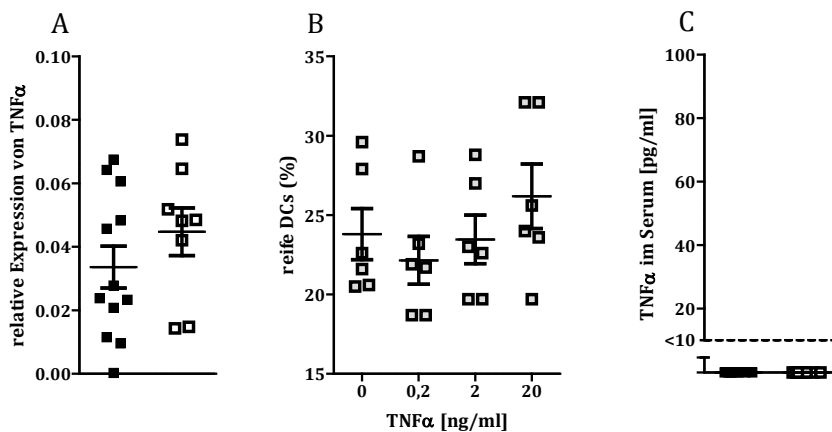 A
relative Expression von TNFα
0.10
0.08
0.06
0.04
0.02
0.00
B
reife DCs (%)
35
30
25
20
15
0 0,2 2 20
TNFα [ng/ml]
C
TNFα im Serum [pg/ml]
100
80
60
40
20
<10